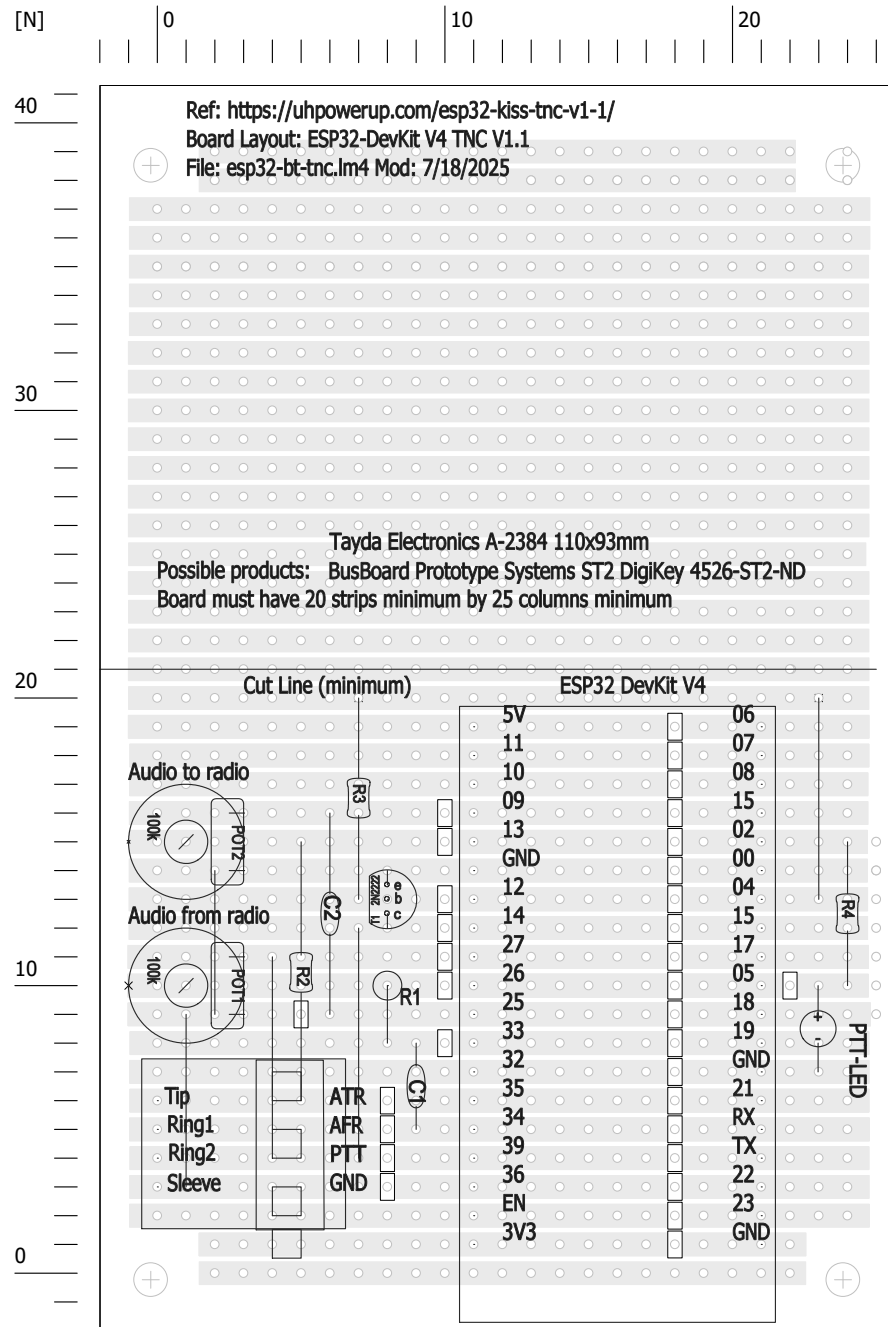 [N]
0
10
20
40
Ref: https://uhpowerup.com/esp32-kiss-tnc-v1-1/
Board Layout: ESP32-DevKit V4 TNC V1.1
File: esp32-bt-tnc.lm4 Mod: 7/18/2025
30
Tayda Electronics A-2384 110x93mm
Possible products: BusBoard Prototype Systems ST2 DigiKey 4526-ST2-ND
Board must have 20 strips minimum by 25 columns minimum
20
Cut Line (minimum)
ESP32 DevKit V4
5V 06
11 07
10 08
Audio to radio
R3
09 15
100k
POT2
13 02
GND 00
T1 2N2222
e
b
c
12 04
C2
R4
Audio from radio
14 15
27 17
10
100k
POT1
R2
26 05
R1
25 18
+
-
PTT-LED
33 19
32 GND
C1
35 21
Tip ATR
34 RX
Ring1 AFR
39 TX
Ring2 PTT
36 22
Sleeve GND
EN 23
3V3 GND
0